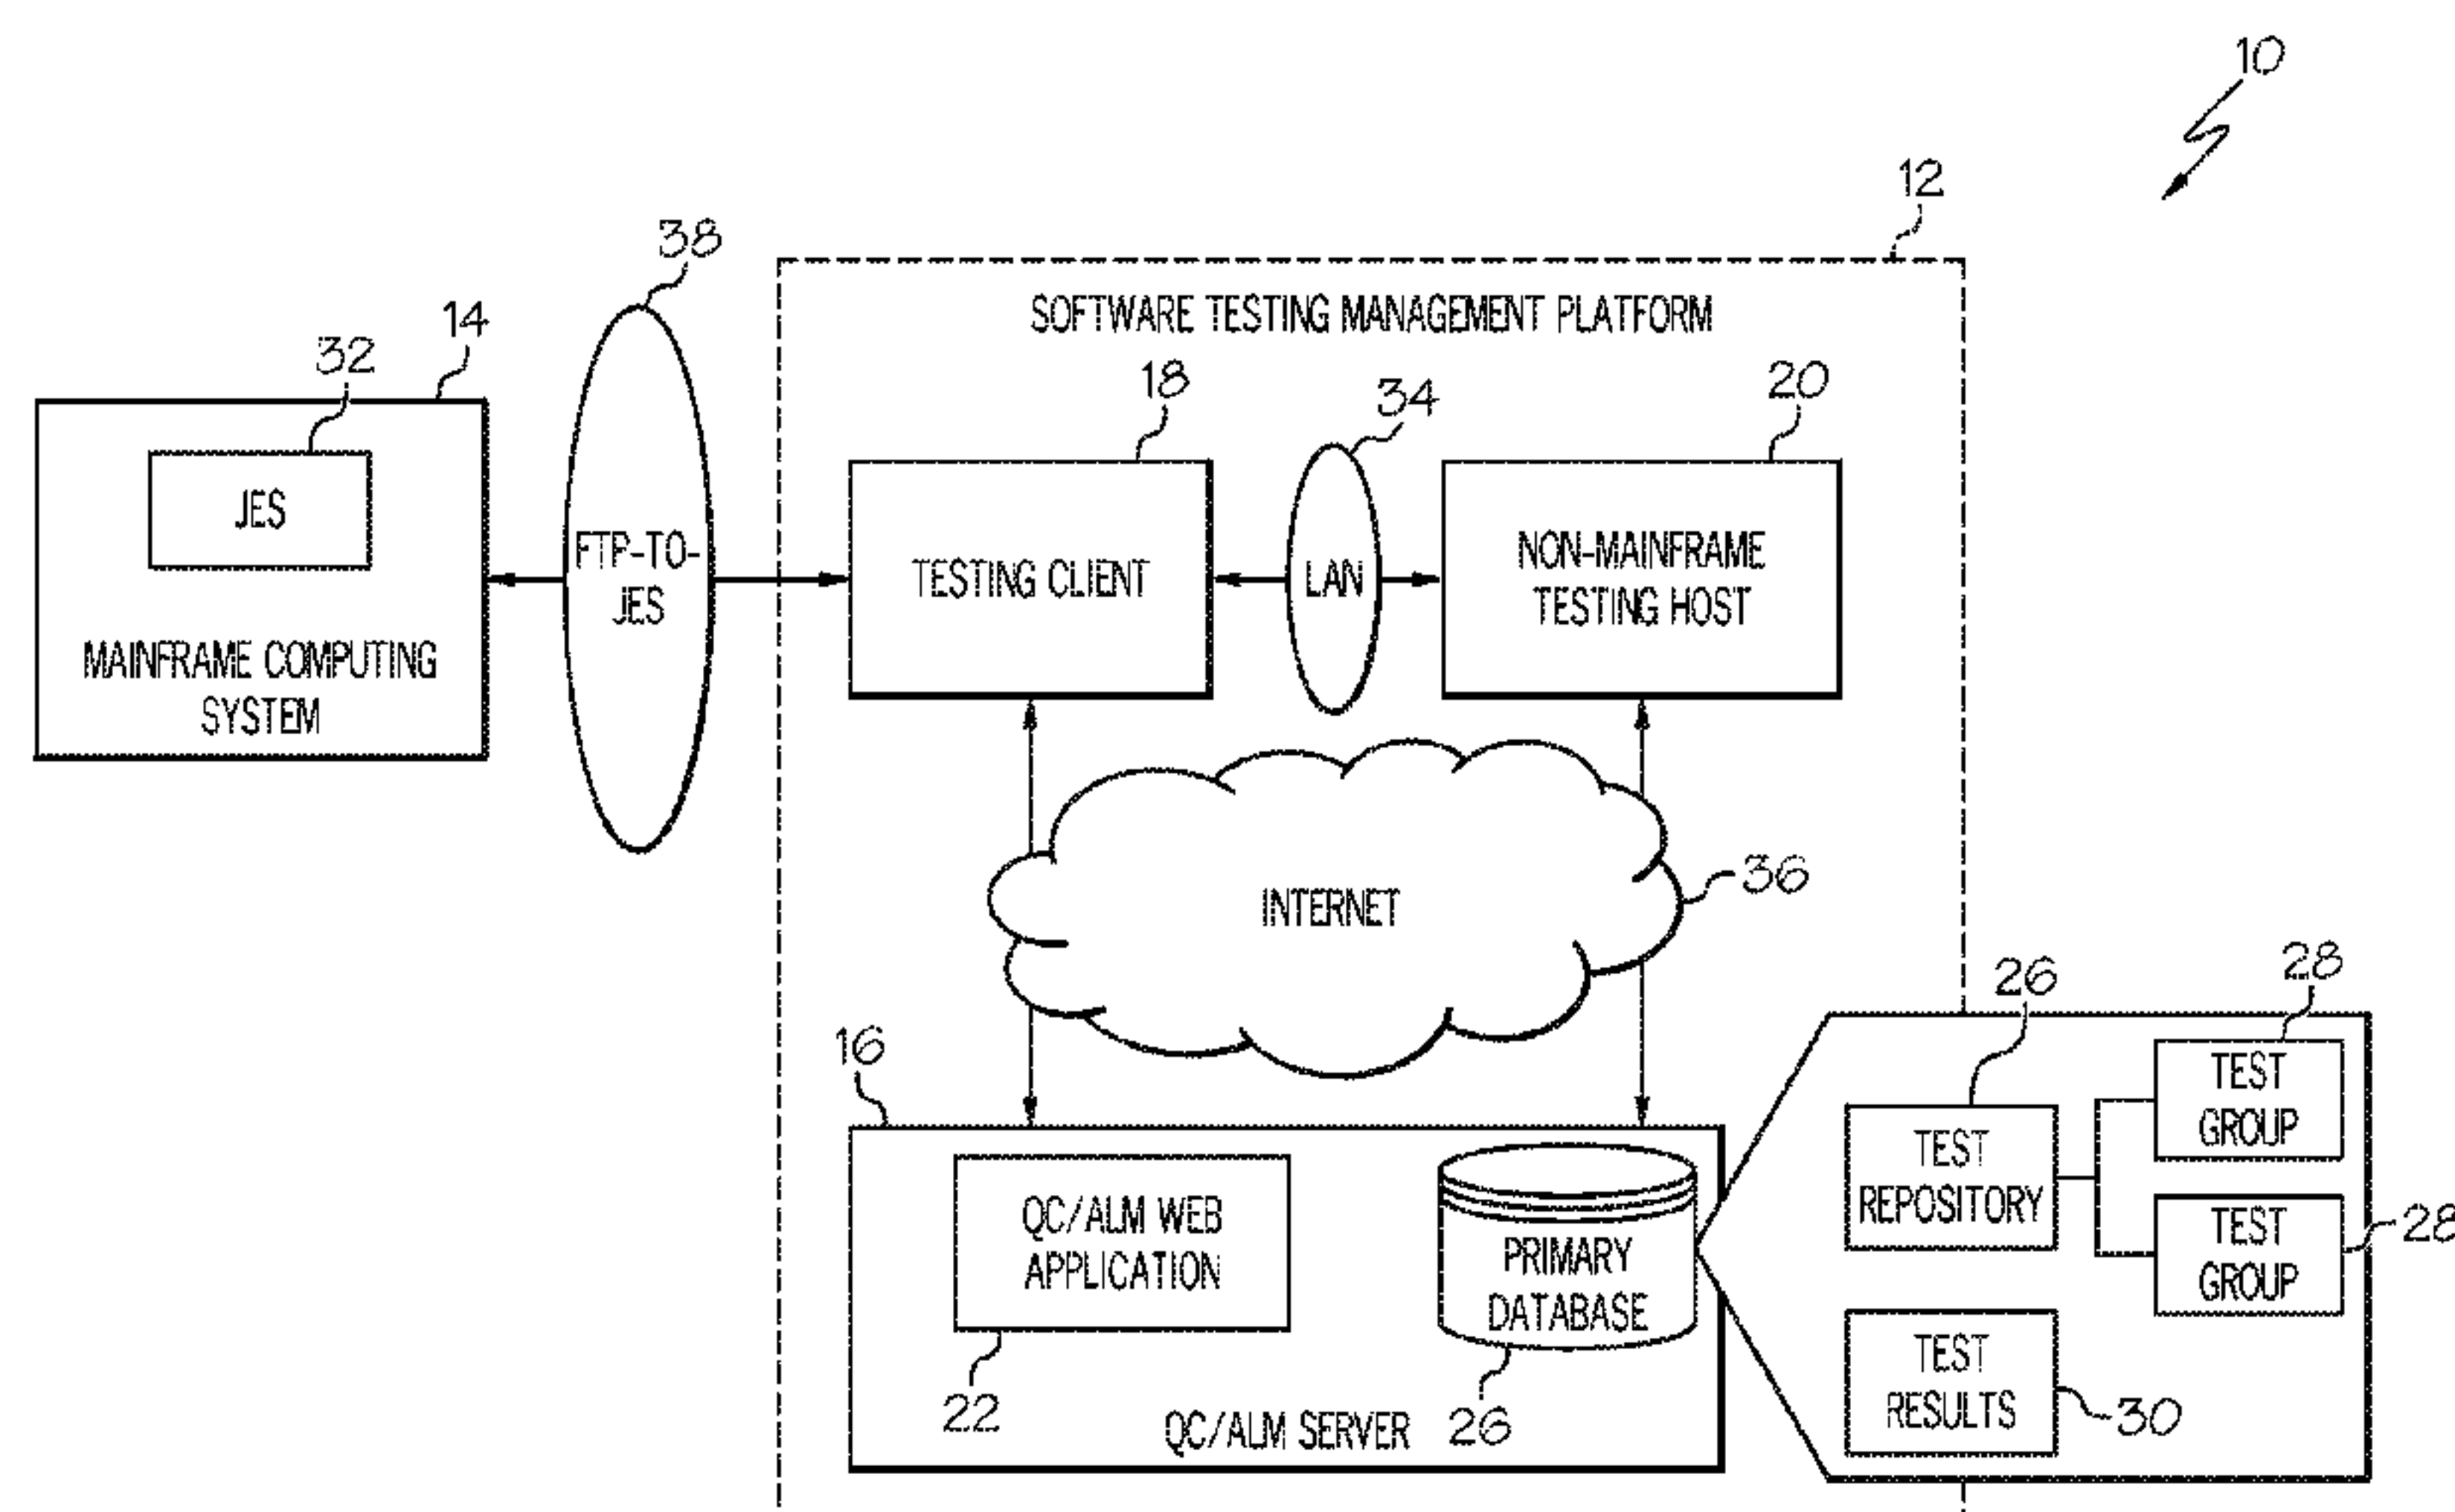 10
12
38
SOFTWARE TESTING MANAGEMENT PLATFORM
14
32
18
34
20
JES
FTP-TO-
JES
MAINFRAME COMPUTING
SYSTEM
TESTING CLIENT
LAN
NON-MAINFRAME
TESTING HOST
INTERNET
36
16
26
28
TEST
GROUP
TEST
REPOSITORY
TEST
GROUP
28
QC/ALM WEB
APPLICATION
PRIMARY
DATABASE
TEST
RESULTS
30
22
26
QC/ALM SERVER